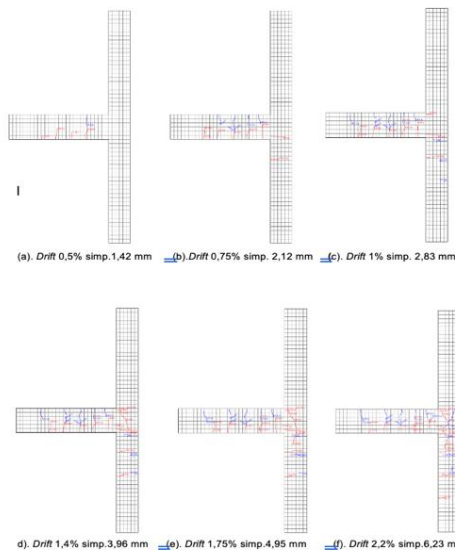 (a). Drift 0,5% simp.1,42 mm
(b).Drift 0,75% simp. 2,12 mm
(c). Drift 1% simp. 2,83 mm
d). Drift 1,4% simp.3,96 mm
(e). Drift 1,75% simp.4,95 mm
(f). Drift 2,2% simp.6,23 mm